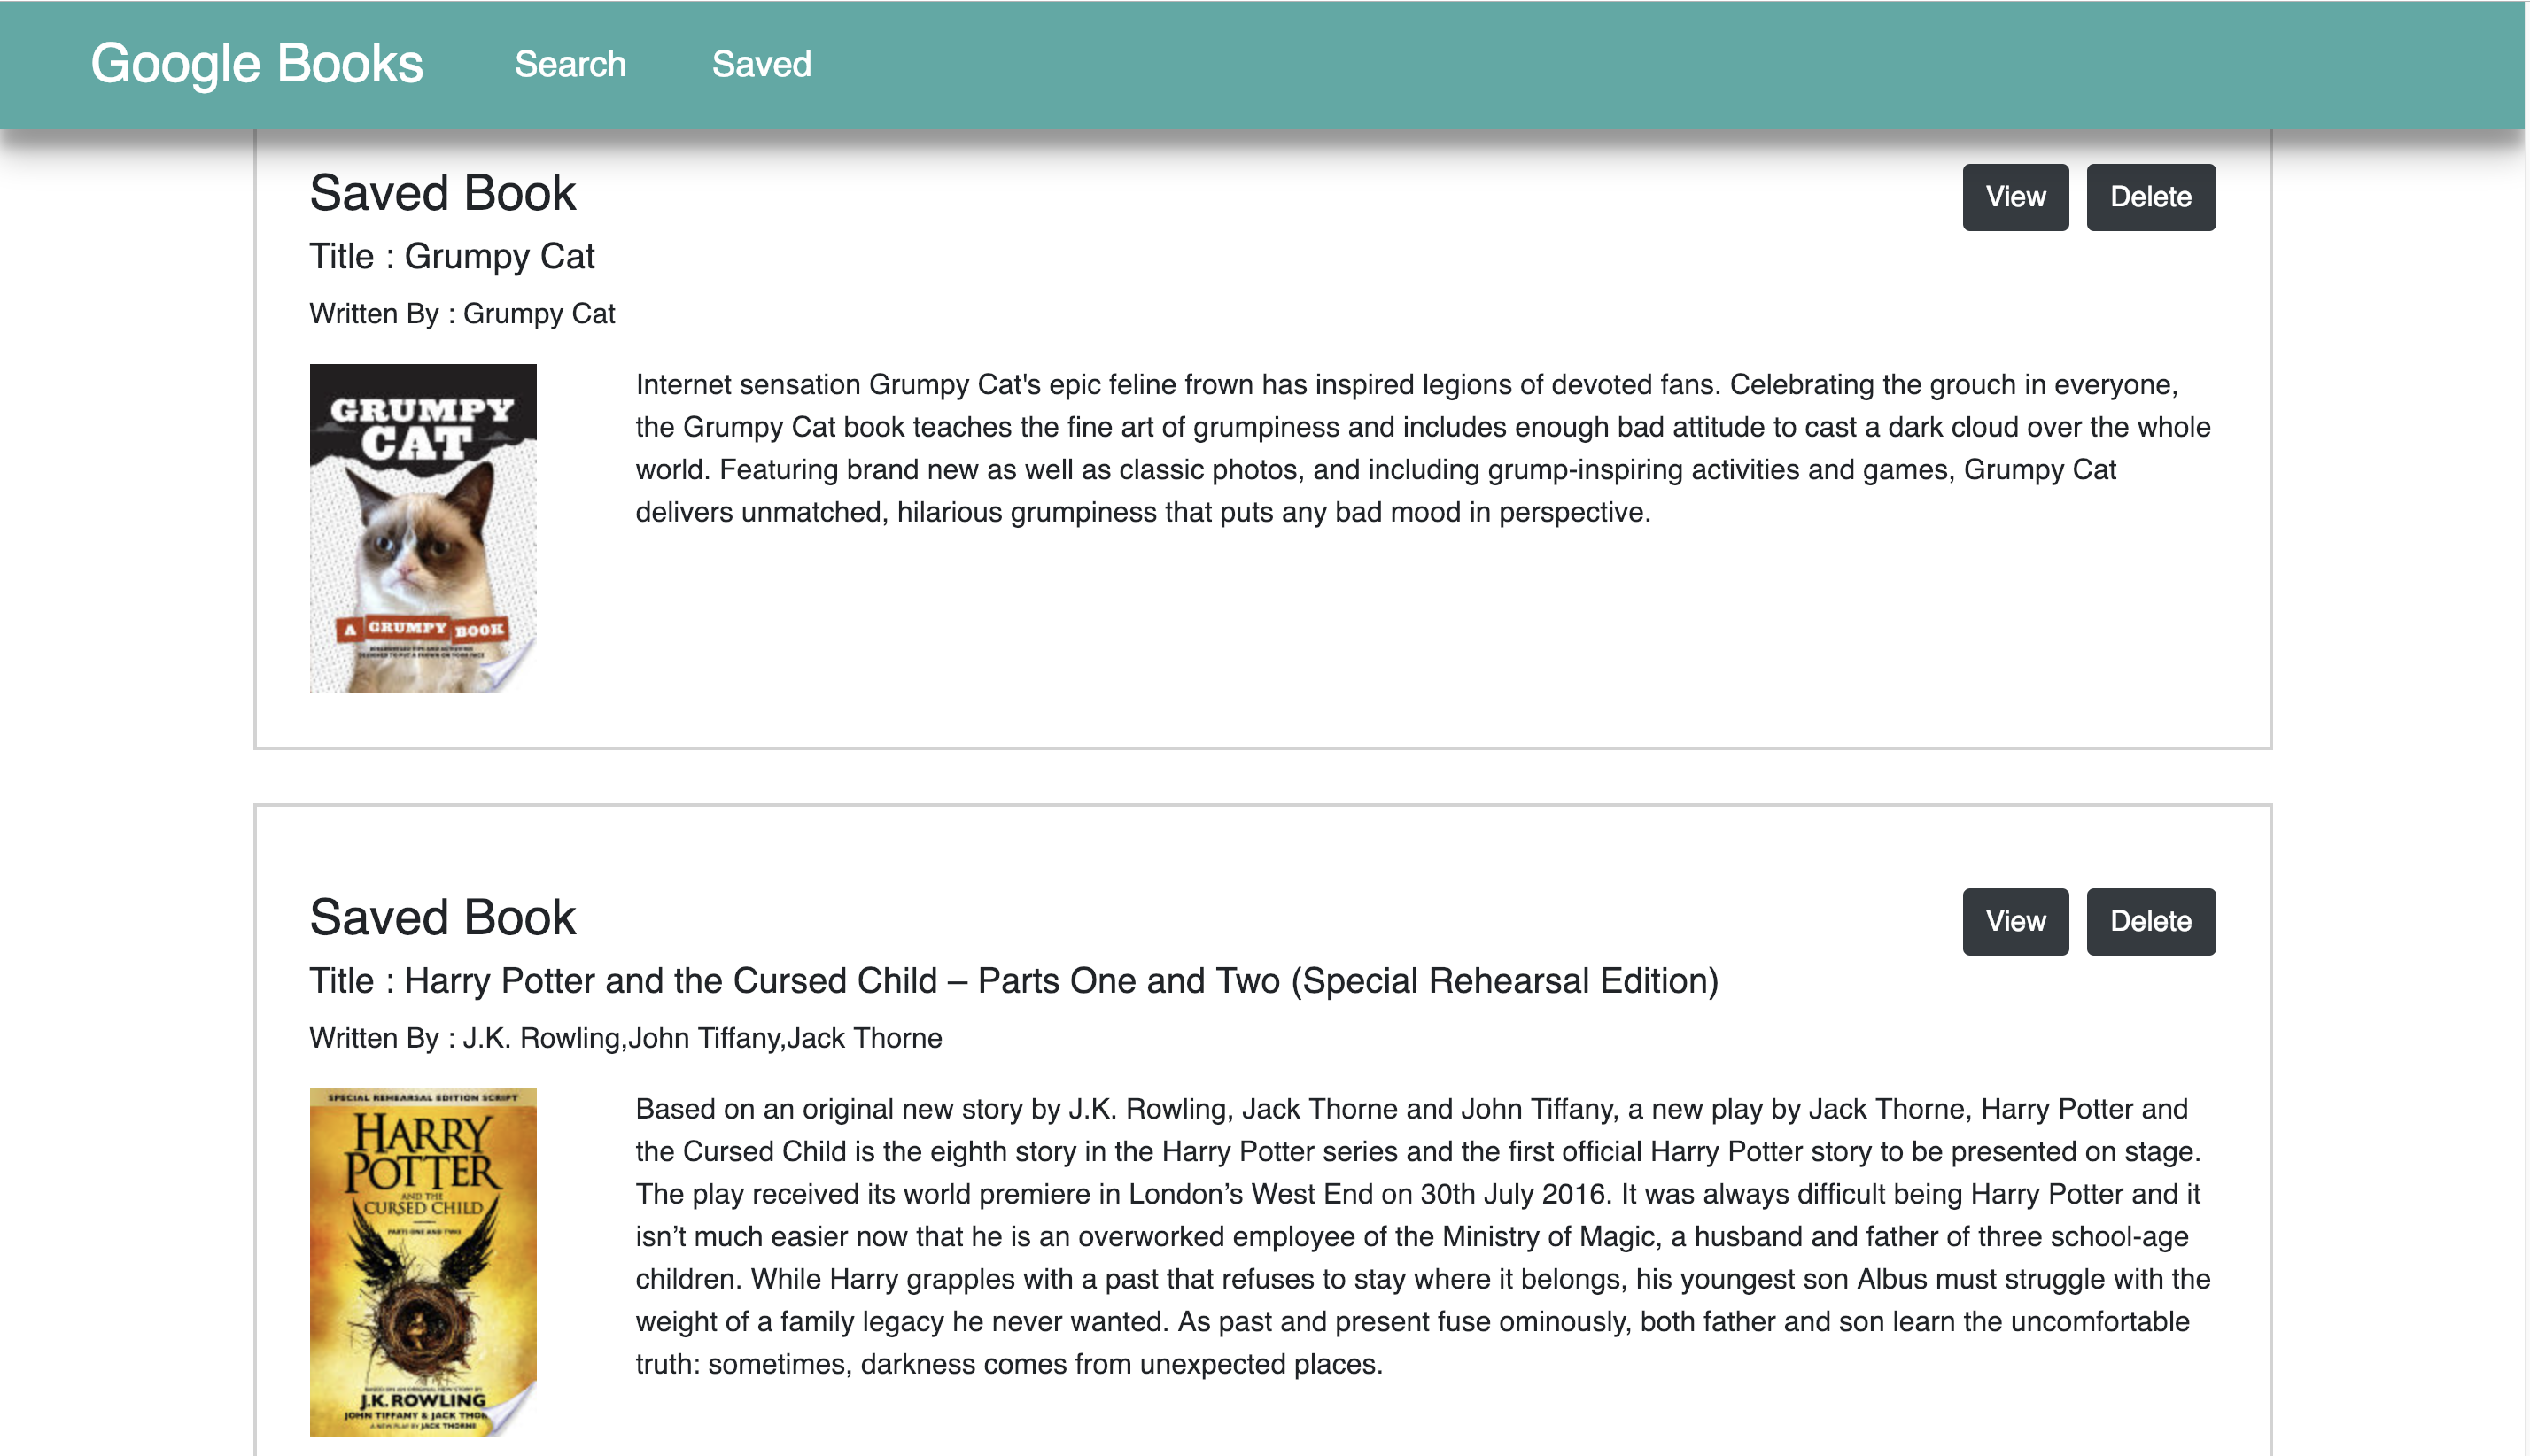 Google Books
Search
Saved
Saved Book
View
Delete
Title : Grumpy Cat
Written By : Grumpy Cat
GRUMPY
CAT
A GRUMPY BOOK
Internet sensation Grumpy Cat's epic feline frown has inspired legions of devoted fans. Celebrating the grouch in everyone,
the Grumpy Cat book teaches the fine art of grumpiness and includes enough bad attitude to cast a dark cloud over the whole
world. Featuring brand new as well as classic photos, and including grump-inspiring activities and games, Grumpy Cat
delivers unmatched, hilarious grumpiness that puts any bad mood in perspective.
Saved Book
View
Delete
Title : Harry Potter and the Cursed Child – Parts One and Two (Special Rehearsal Edition)
Written By : J.K. Rowling,John Tiffany,Jack Thorne
SPECIAL REHEARSAL EDITION SCRIPT
HARRY
POTTER
AND THE
CURSED CHILD
PARTS ONE AND TWO
BASED ON AN ORIGINAL NEW STORY BY
J.K. ROWLING
JOHN TIFFANY & JACK THOR
A NEW PLAY BY JACK THORNE
Based on an original new story by J.K. Rowling, Jack Thorne and John Tiffany, a new play by Jack Thorne, Harry Potter and
the Cursed Child is the eighth story in the Harry Potter series and the first official Harry Potter story to be presented on stage.
The play received its world premiere in London’s West End on 30th July 2016. It was always difficult being Harry Potter and it
isn’t much easier now that he is an overworked employee of the Ministry of Magic, a husband and father of three school-age
children. While Harry grapples with a past that refuses to stay where it belongs, his youngest son Albus must struggle with the
weight of a family legacy he never wanted. As past and present fuse ominously, both father and son learn the uncomfortable
truth: sometimes, darkness comes from unexpected places.